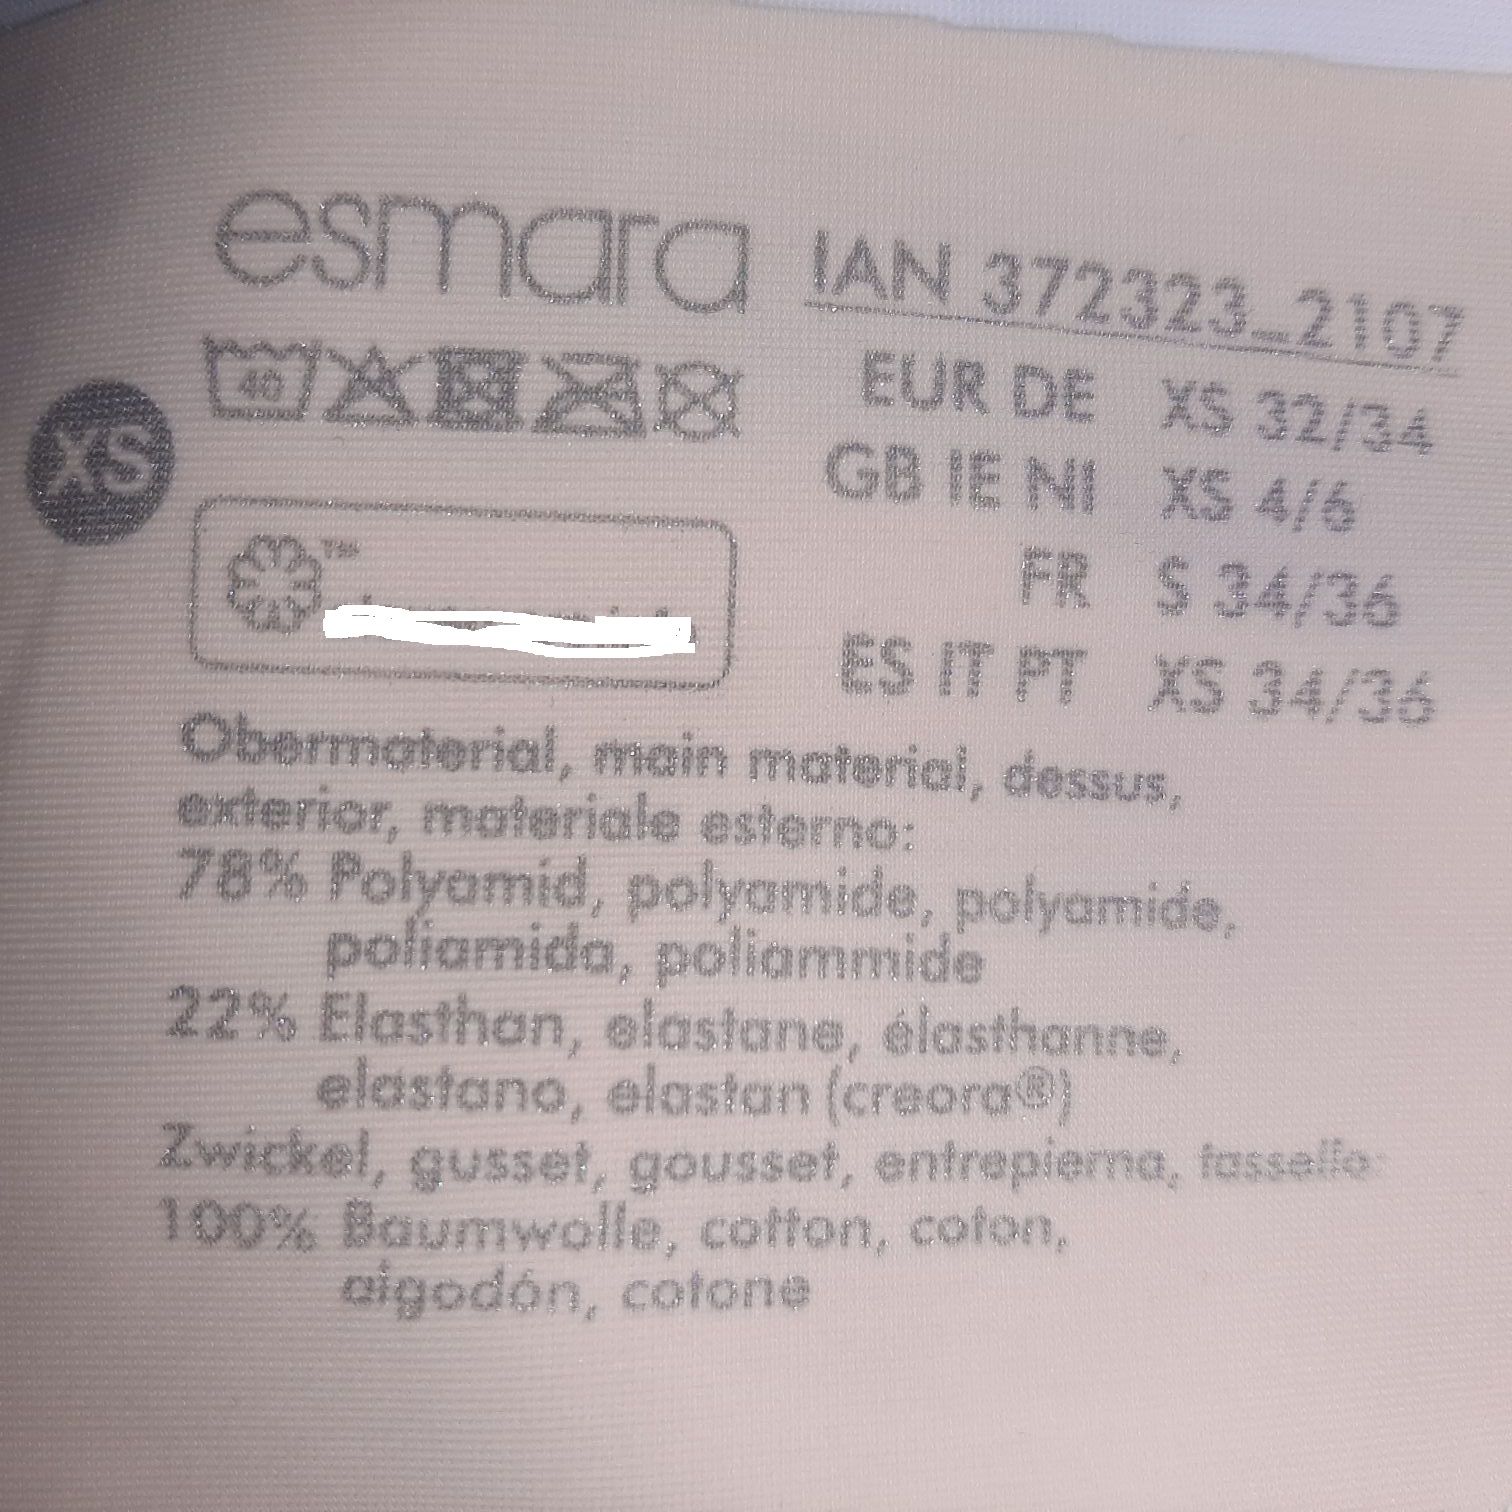 esmara
IAN 372323_2107
40
XS
EUR DE XS 32/34
GB IE NI XS 4/6
FR S 34/36
ES IT PT XS 34/36
TM
Obermaterial, main material, dessus,
exterior, materiale esterno:
78% Polyamid, polyamide, polyamide,
poliamida, poliammide
22% Elasthan, elastane, élasthanne,
elastano, elastan (creora®)
Zwickel, gusset, gousset, entrepierna, tassello:
100% Baumwolle, cotton, coton,
algodón, cotone